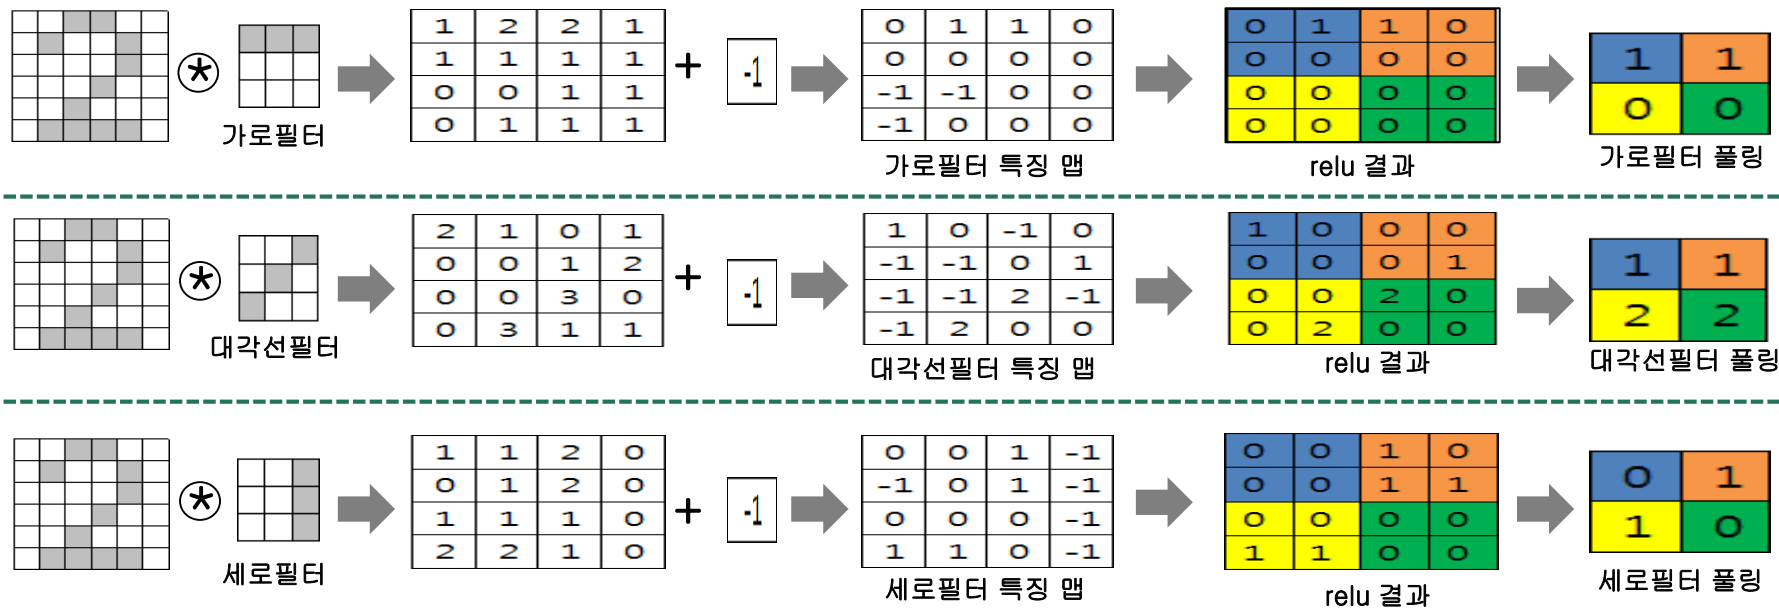 1 2 2 1
1 1 1 1
0 0 1 1
0 1 1 1
+ -1
0 1 1 0
0 0 0 0
-1 -1 0 0
-1 0 0 0
0 1 1 0
0 0 0 0
0 0 0 0
0 0 0 0
1 1
0 0
가로필터
가로필터 특징 맵
relu 결과
가로필터 풀링
2 1 0 1
0 0 1 2
0 0 3 0
0 3 1 1
+ -1
1 0 -1 0
-1 -1 0 1
-1 -1 2 -1
-1 2 0 0
1 0 0 0
0 0 0 1
0 0 2 0
0 2 0 0
1 1
2 2
대각선필터
대각선필터 특징 맵
relu 결과
대각선필터 풀링
1 1 2 0
0 1 2 0
1 1 1 0
2 2 1 0
+ -1
0 0 1 -1
-1 0 1 -1
0 0 0 -1
1 1 0 -1
0 0 1 0
0 0 1 1
0 0 0 0
1 1 0 0
0 1
1 0
세로필터
세로필터 특징 맵
relu 결과
세로필터 풀링